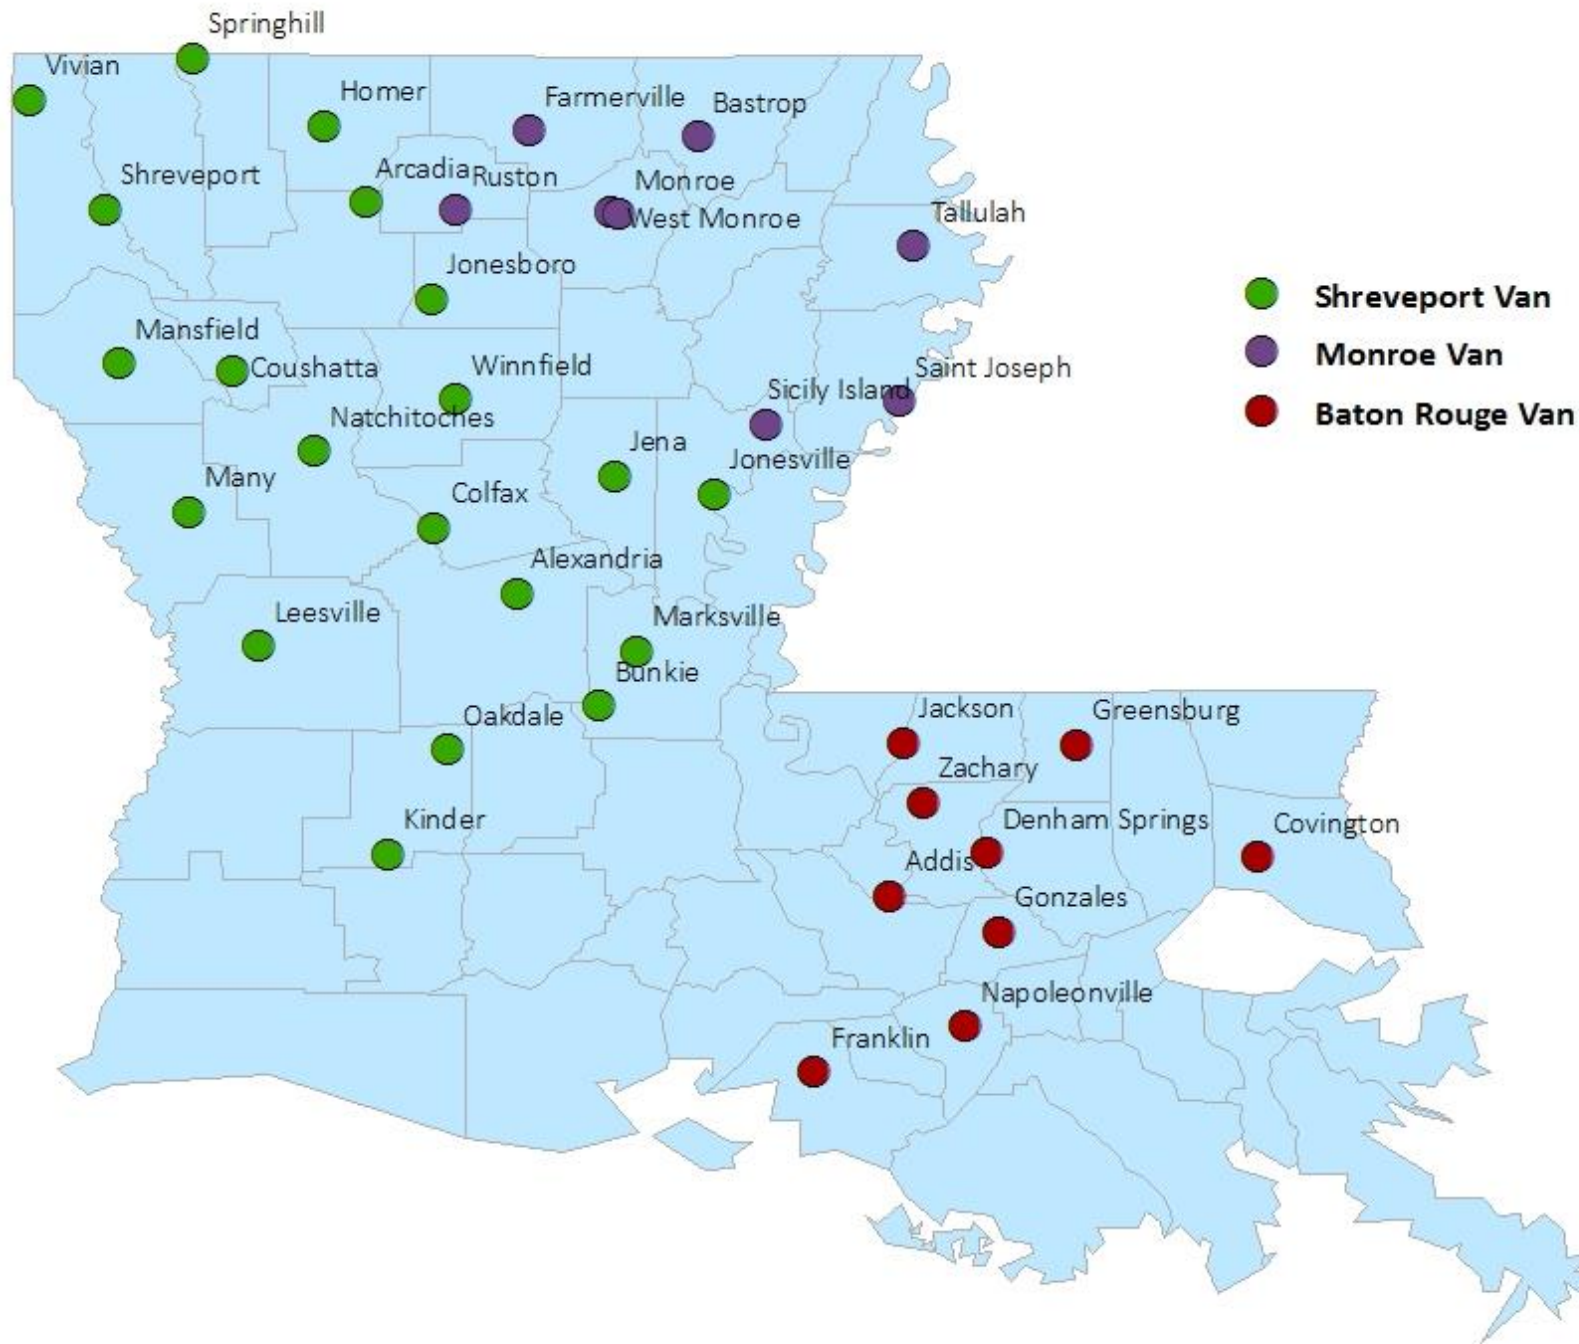 Springhill
Vivian
Homer
Farmerville
Bastrop
Shreveport
Arcadia
Ruston
Monroe
West Monroe
Tallulah
Jonesboro
Mansfield
Coushatta
Winnfield
Saint Joseph
Sicily Island
Natchitoches
Jena
Jonesville
Many
Colfax
Alexandria
Leesville
Marksville
Bunkie
Oakdale
Jackson
Greensburg
Zachary
Kinder
Denham Springs
Covington
Addis
Gonzales
Napoleonville
Franklin
Shreveport Van
Monroe Van
Baton Rouge Van